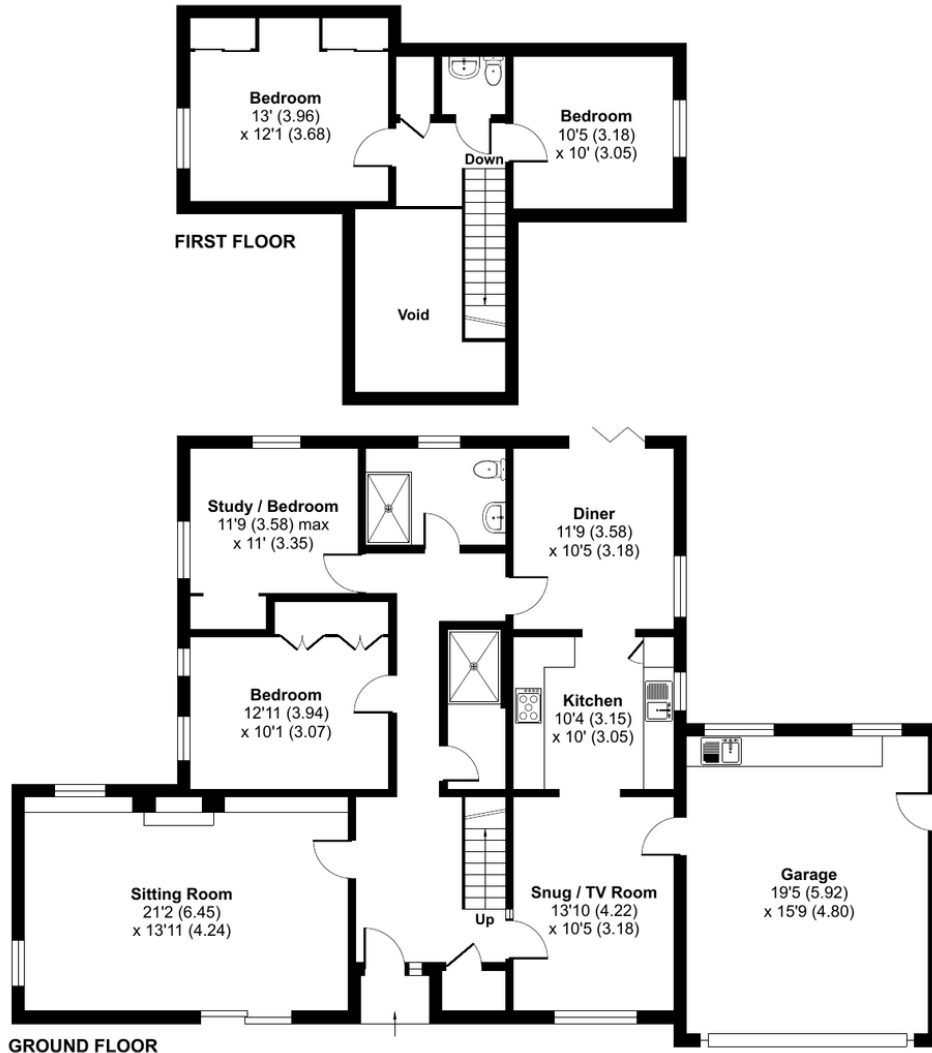 Bedroom
13' (3.96)
x 12'1 (3.68)
Bedroom
10'5 (3.18)
x 10' (3.05)
Down
FIRST FLOOR
Void
Study / Bedroom
11'9 (3.58) max
x 11' (3.35)
Diner
11'9 (3.58)
x 10'5 (3.18)
Bedroom
12'11 (3.94)
x 10'1 (3.07)
Kitchen
10'4 (3.15)
x 10' (3.05)
Sitting Room
21'2 (6.45)
x 13'11 (4.24)
Up
Snug / TV Room
13'10 (4.22)
x 10'5 (3.18)
Garage
19'5 (5.92)
x 15'9 (4.80)
GROUND FLOOR